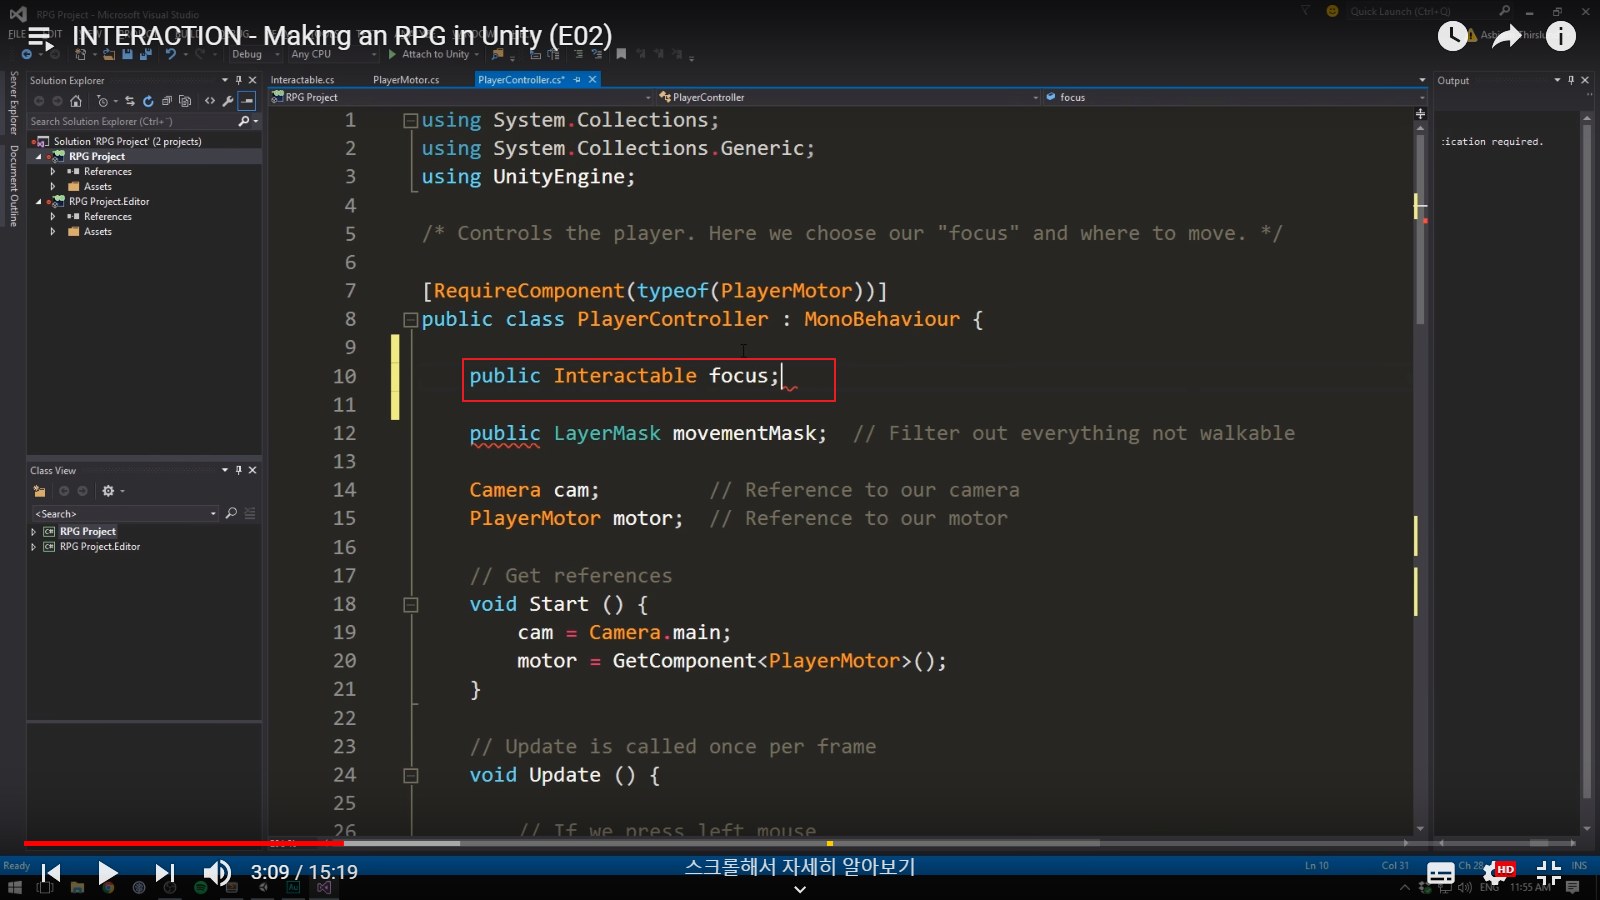 RPG Project - Microsoft Visual Studio
Quick Launch (Ctrl+Q)
INTERACTION - Making an RPG in Unity (E02)
FILE
Debug
Any CPU
Attach to Unity
Server Explorer
Document Outline
Solution Explorer
Search Solution Explorer (Ctrl+¨)
Solution 'RPG Project' (2 projects)
RPG Project
References
Assets
RPG Project.Editor
References
Assets
Class View
<Search>
RPG Project
RPG Project.Editor
Interactable.cs PlayerMotor.cs PlayerController.cs*
RPG Project PlayerController focus
1 using System.Collections;
2 using System.Collections.Generic;
3 using UnityEngine;
4
5 /* Controls the player. Here we choose our "focus" and where to move. */
6
7 [RequireComponent(typeof(PlayerMotor))]
8 public class PlayerController : MonoBehaviour {
9
10 public Interactable focus;
11
12 public LayerMask movementMask; // Filter out everything not walkable
13
14 Camera cam; // Reference to our camera
15 PlayerMotor motor; // Reference to our motor
16
17 // Get references
18 void Start () {
19 cam = Camera.main;
20 motor = GetComponent<PlayerMotor>();
21 }
22
23 // Update is called once per frame
24 void Update () {
25
26 // If we press left mouse
Output
:ication required.
Ready
3:09 / 15:19
스크롤해서 자세히 알아보기
Ln 10 Col 31 Ch 28 INS
HD
ENG 11:55 AM